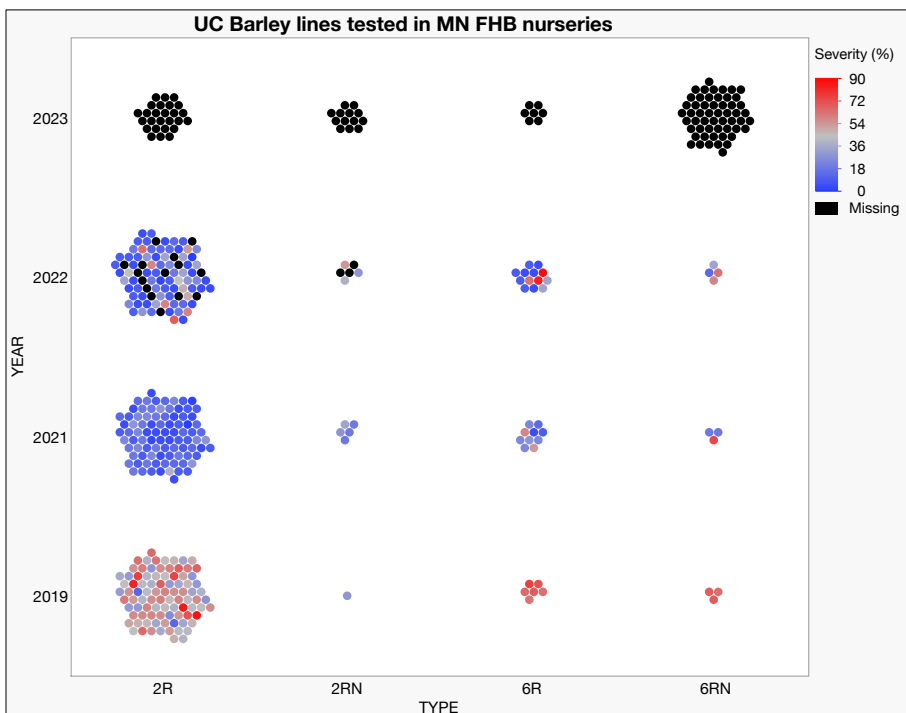 UC Barley lines tested in MN FHB nurseries
Severity (%)
90
72
54
36
18
0
Missing
2023
2022
2021
2019
YEAR
2R
2RN
6R
6RN
TYPE